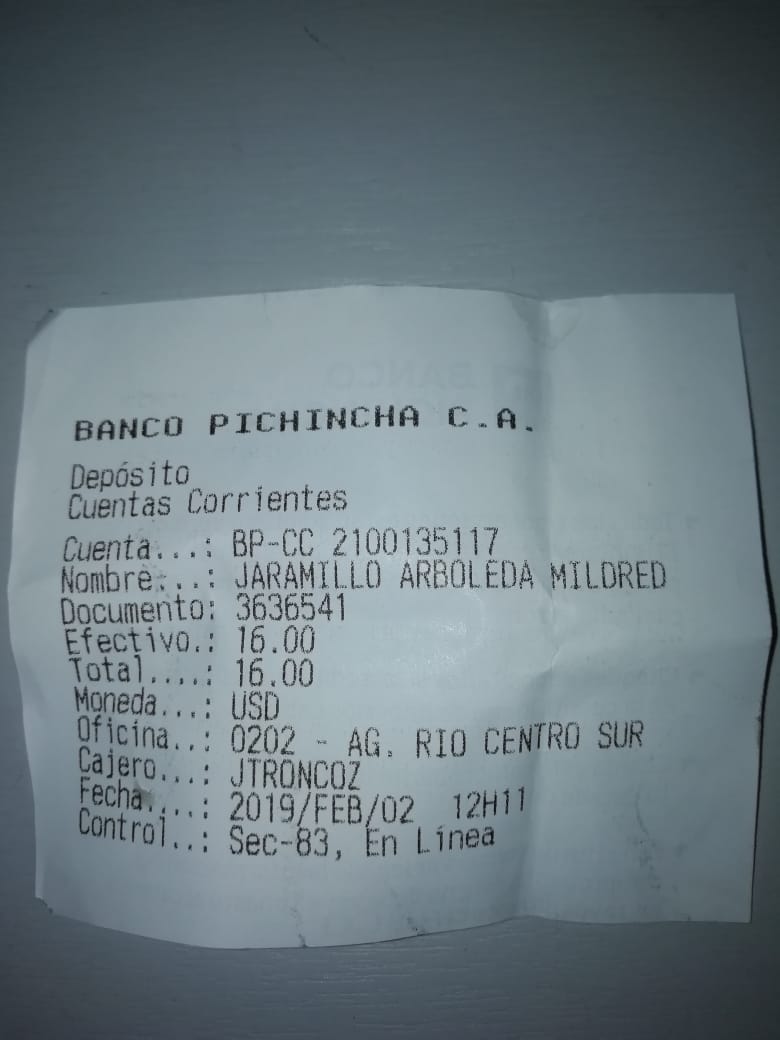 BANCO PICHINCHA C.A.
Depósito
Cuentas Corrientes
Cuenta...: BP-CC 2100135117
Nombre...: JARAMILLO ARBOLEDA MILDRED
Documento: 3636541
Efectivo.: 16.00
Total....: 16.00
Moneda...: USD
Oficina..: 0202 - AG. RIO CENTRO SUR
Cajero...: JTRONCOZ
Fecha....: 2019/FEB/02 12H11
Control..: Sec-83, En Línea